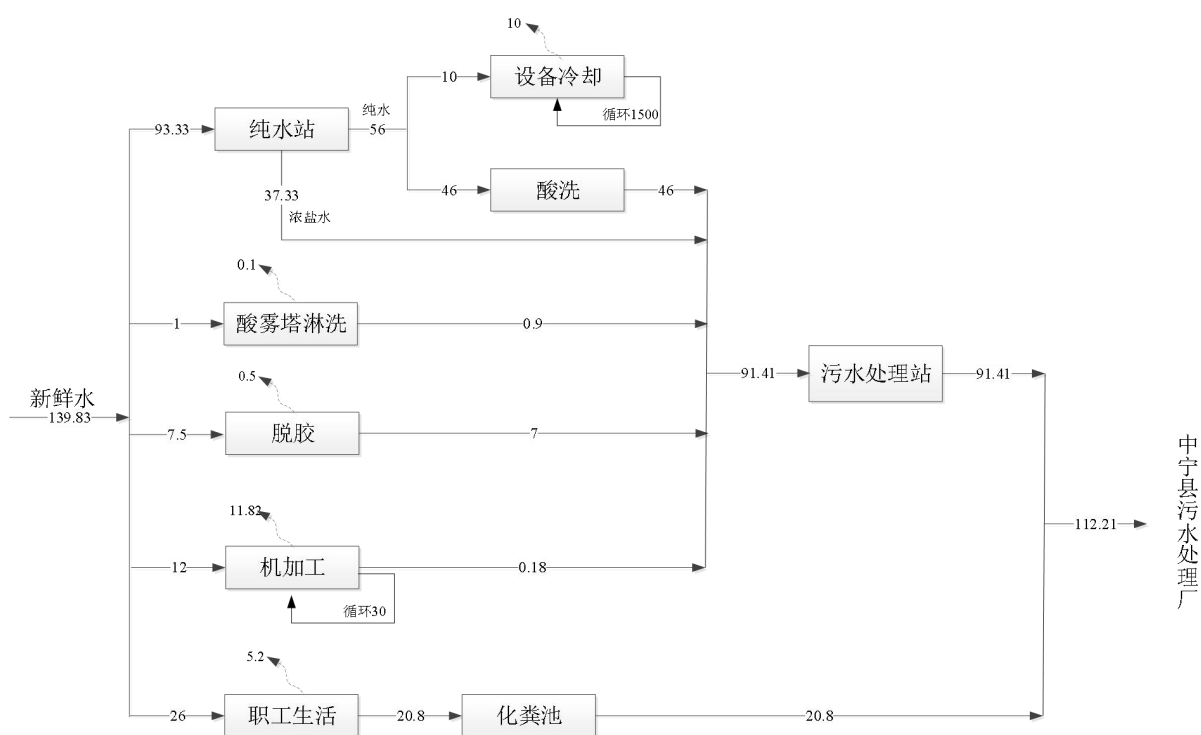 10
设备冷却
10
循环1500
纯水
93.33
纯水站
56
46
酸洗
46
37.33
浓盐水
0.1
1
酸雾塔淋洗
0.9
91.41
污水处理站
91.41
新鲜水
139.83
0.5
7.5
脱胶
7
中宁县污水处理厂
112.21
11.82
12
机加工
0.18
循环30
5.2
26
职工生活
20.8
化粪池
20.8